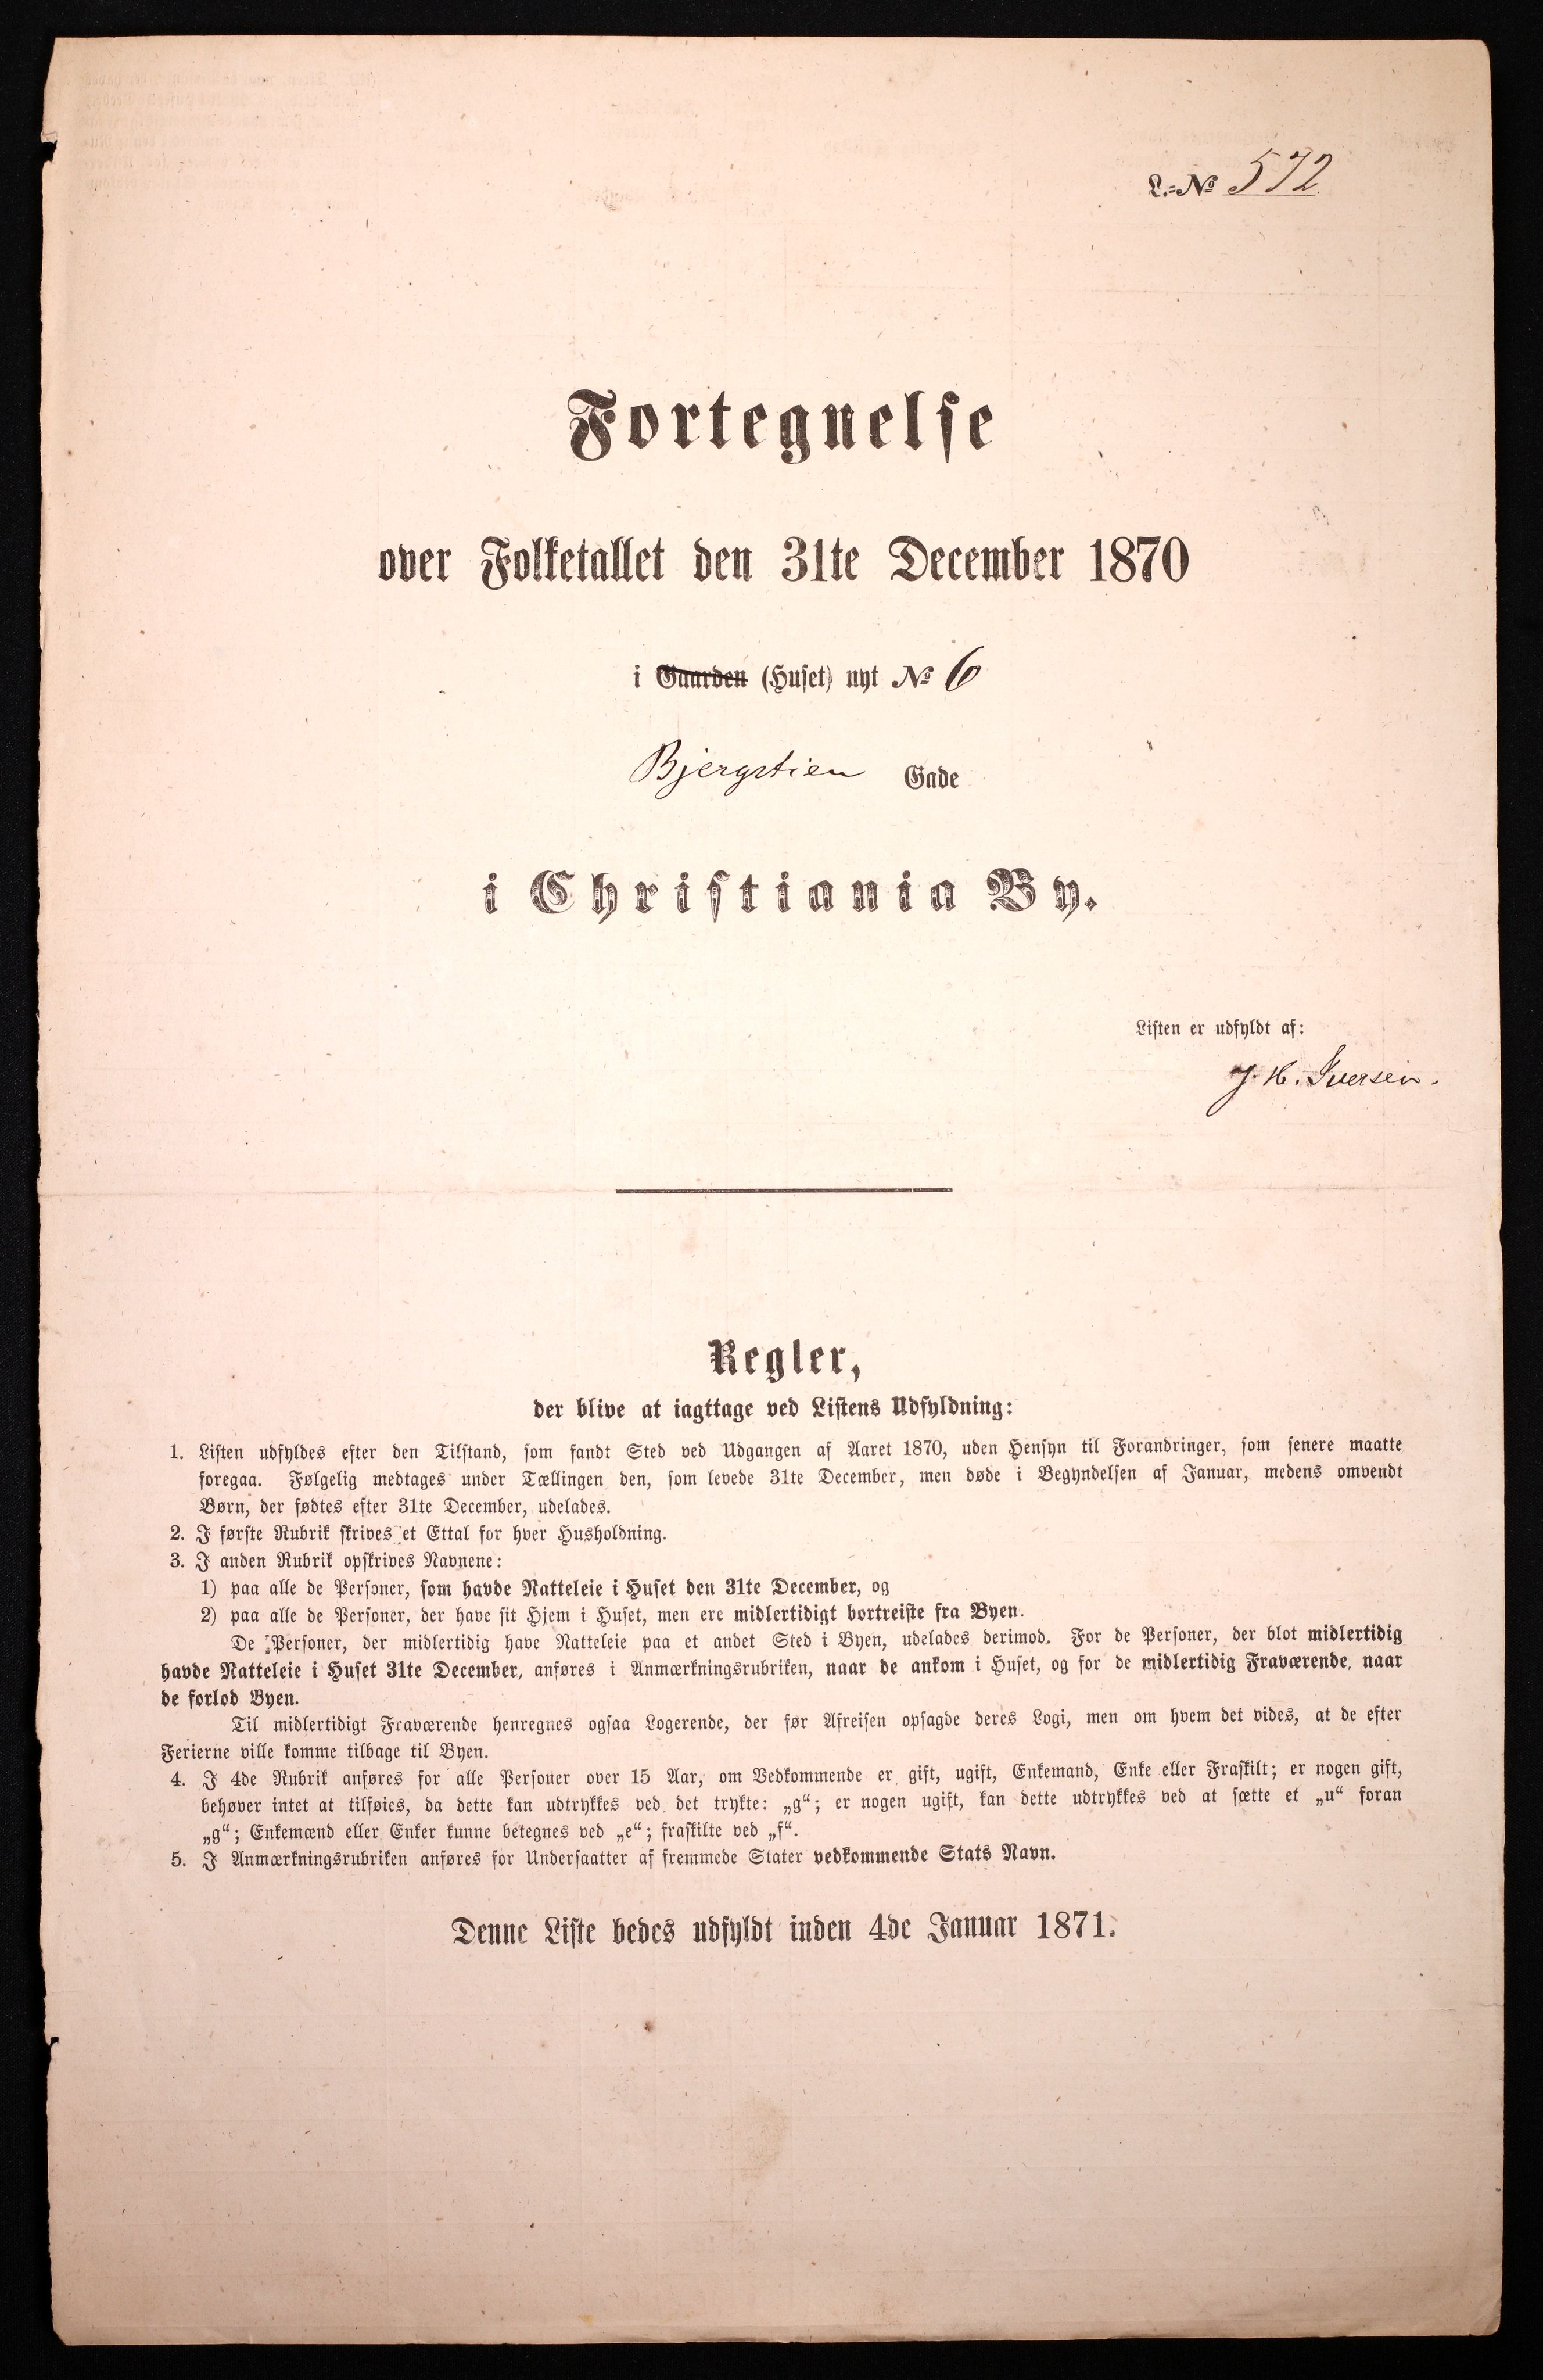 L.=№ 572
Fortegnelse
over Folketallet den 31te December 1870
i Gaarden (Huset) nyt № 6
Bjergstien Gade
i Christiania By.
Listen er udfyldt af:
J. H. Iversen.
Regler,
der blive at iagttage ved Listens Udfyldning:
1. Listen udfyldes efter den Tilstand, som fandt Sted ved Udgangen af Aaret 1870, uden Hensyn til Forandringer, som senere maatte
foregaa. Følgelig medtages under Tællingen den, som levede 31te December, men døde i Begyndelsen af Januar, medens omvendt
Børn, der fødtes efter 31te December, udelades.
2. I første Rubrik skrives et Ettal for hver Husholdning.
3. I anden Rubrik opskrives Navnene:
1) paa alle de Personer, som havde Natteleie i Huset den 31te December, og
2) paa alle de Personer, der have sit Hjem i Huset, men ere midlertidigt bortreiste fra Byen.
De Personer, der midlertidig have Natteleie paa et andet Sted i Byen, udelades derimod. For de Personer, der blot midlertidig
havde Natteleie i Huset 31te December, anføres i Anmærkningsrubriken, naar de ankom i Huset, og for de midlertidig Fraværende, naar
de forlod Byen.
Til midlertidigt Fraværende henregnes ogsaa Logerende, der før Afreisen opsagde deres Logi, men om hvem det vides, at de efter
Ferierne ville komme tilbage til Byen.
4. I 4de Rubrik anføres for alle Personer over 15 Aar, om Vedkommende er gift, ugift, Enkemand, Enke eller Fraskilt; er nogen gift,
behøver intet at tilføies, da dette kan udtrykkes ved det trykte: „g“; er nogen ugift, kan dette udtrykkes ved at sætte et „u“ foran
„g“; Enkemænd eller Enker kunne betegnes ved „e“; fraskilte ved „f“.
5. I Anmærkningsrubriken anføres for Undersaatter af fremmede Stater vedkommende Stats Navn.
Denne Liste bedes udfyldt inden 4de Januar 1871.